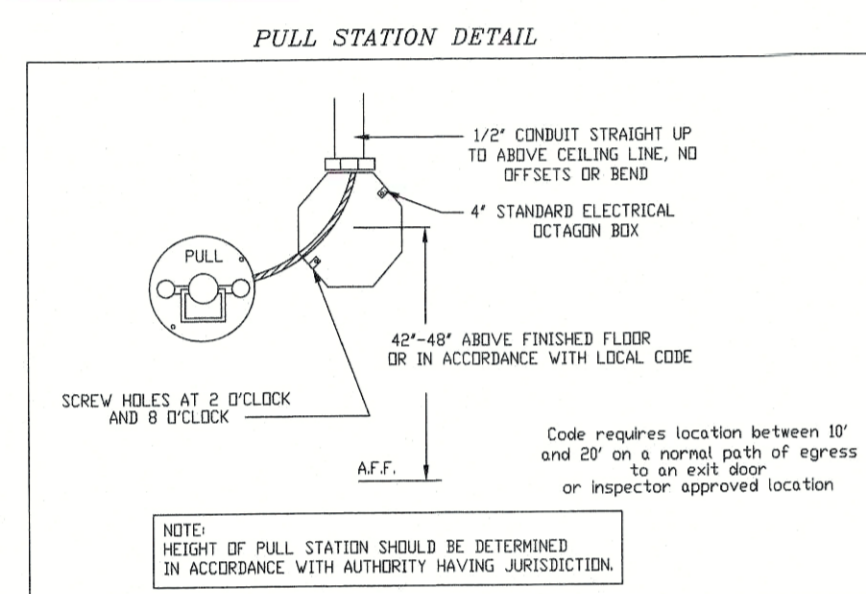 PULL STATION DETAIL
1/2" CONDUIT STRAIGHT UP
TO ABOVE CEILING LINE, NO
OFFSETS OR BEND
4" STANDARD ELECTRICAL
OCTAGON BOX
PULL
42"-48" ABOVE FINISHED FLOOR
OR IN ACCORDANCE WITH LOCAL CODE
SCREW HOLES AT 2 O'CLOCK
AND 8 O'CLOCK
Code requires location between 10'
and 20' on a normal path of egress
to an exit door
or inspector approved location
A.F.F.
NOTE:
HEIGHT OF PULL STATION SHOULD BE DETERMINED
IN ACCORDANCE WITH AUTHORITY HAVING JURISDICTION.